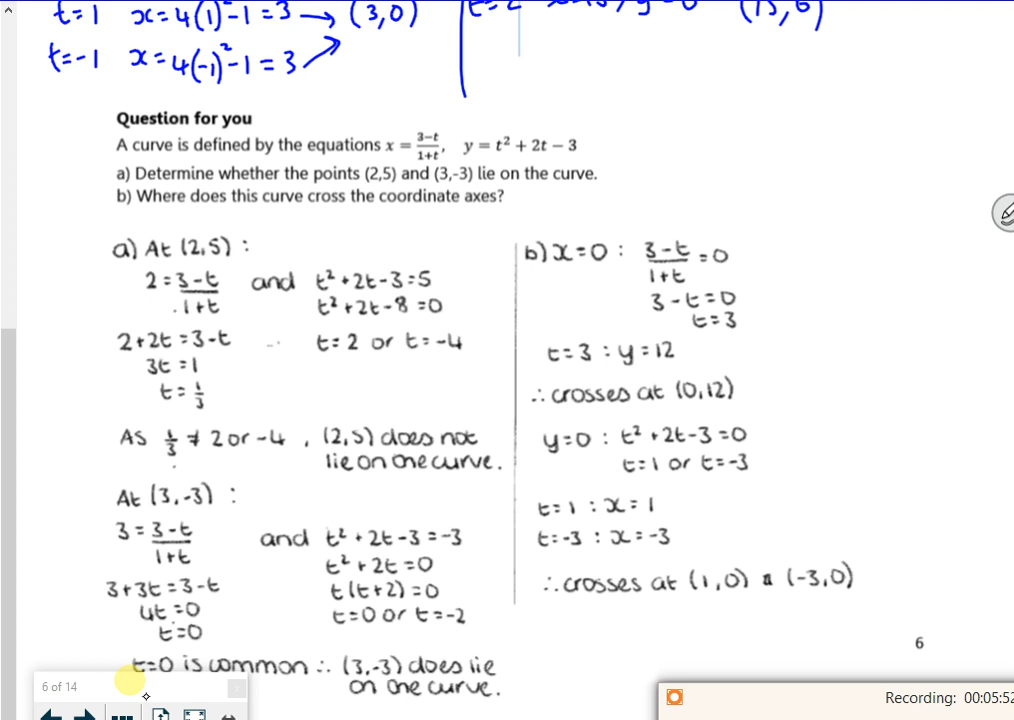 t=1 x=4(1)²-1=3 → (3,0)
t=-1 x=4(-1)²-1=3
Question for you
A curve is defined by the equations x = (3−t)/(1+t), y = t² + 2t − 3
a) Determine whether the points (2,5) and (3,-3) lie on the curve.
b) Where does this curve cross the coordinate axes?
a) At (2,5) :
2 = (3-t)/(1+t) and t²+2t-3=5
t²+2t-8=0
2+2t=3-t t=2 or t=-4
3t=1
t=1/3
As 1/3 ≠ 2 or -4, (2,5) does not
lie on the curve.
At (3,-3) :
3 = (3-t)/(1+t) and t²+2t-3=-3
t²+2t=0
3+3t=3-t t(t+2)=0
4t=0 t=0 or t=-2
t=0
t=0 is common ∴ (3,-3) does lie
on the curve.
b) x=0 : (3-t)/(1+t) =0
3-t=0
t=3
t=3 : y=12
∴ crosses at (0,12)
y=0 : t²+2t-3=0
t=1 or t=-3
t=1 : x=1
t=-3 : x=-3
∴ crosses at (1,0) & (-3,0)
6
6 of 14
Recording: 00:05:52